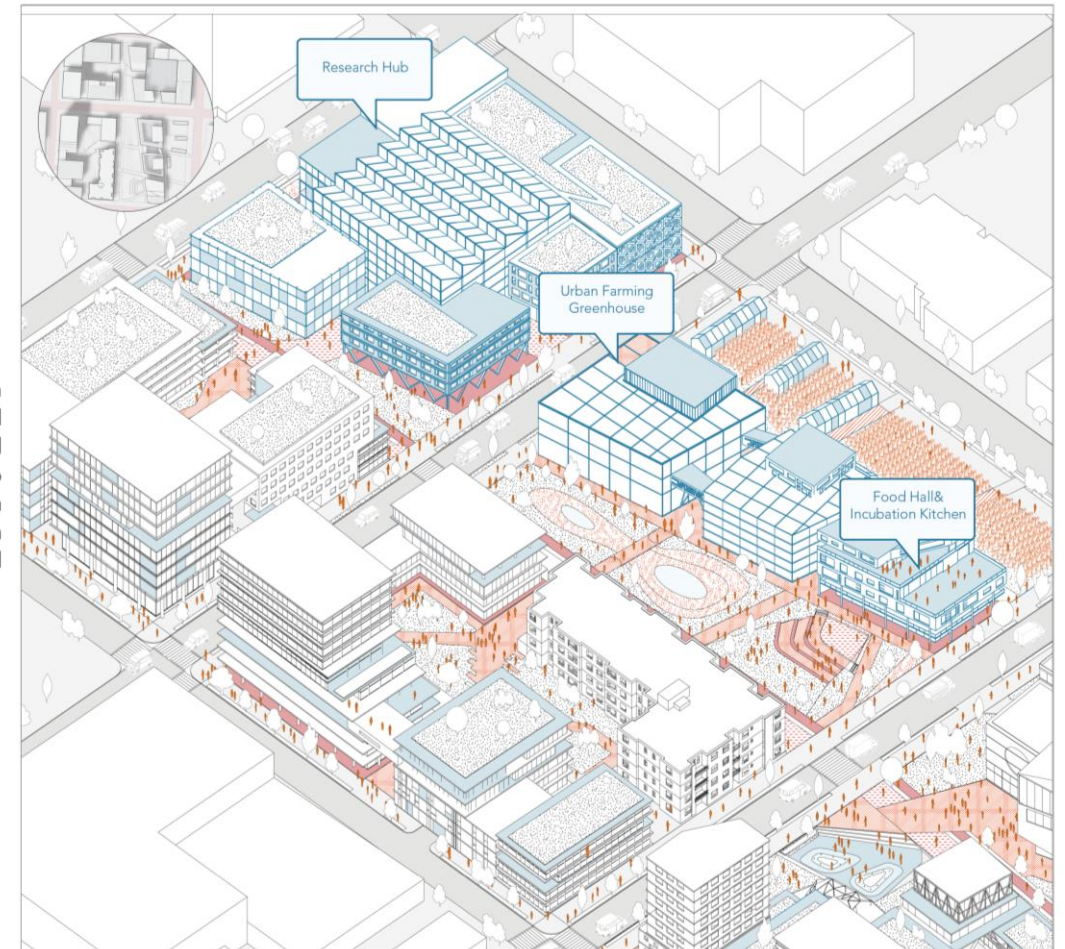 Research Hub
Urban Farming
Greenhouse
Food Hall&
Incubation Kitchen